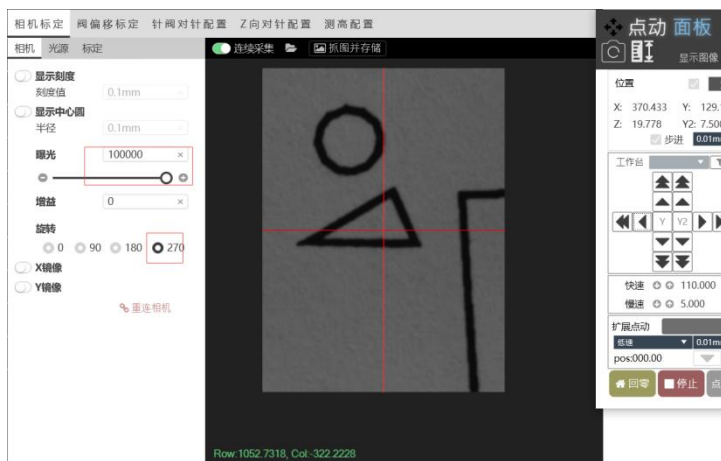 相机标定 阀偏移标定 针阀对针配置 Z向对针配置 测高配置
相机 光源 标定
连续采集 抓图并存储
显示刻度
刻度值 0.1mm
显示中心圆
半径 0.1mm
曝光 100000
增益 0
旋转
0 90 180 270
X镜像
Y镜像
重连相机
Row:1052.7318, Col:-322.2228
点动 面板
显示图像
位置
X: 370.433 Y: 129.
Z: 19.778 Y2: 7.500
步进 0.01mm
工作台
Y Y2
快速 110.000
慢速 5.000
扩展点动
低速 0.01mm
pos:000.00
回零 停止 点